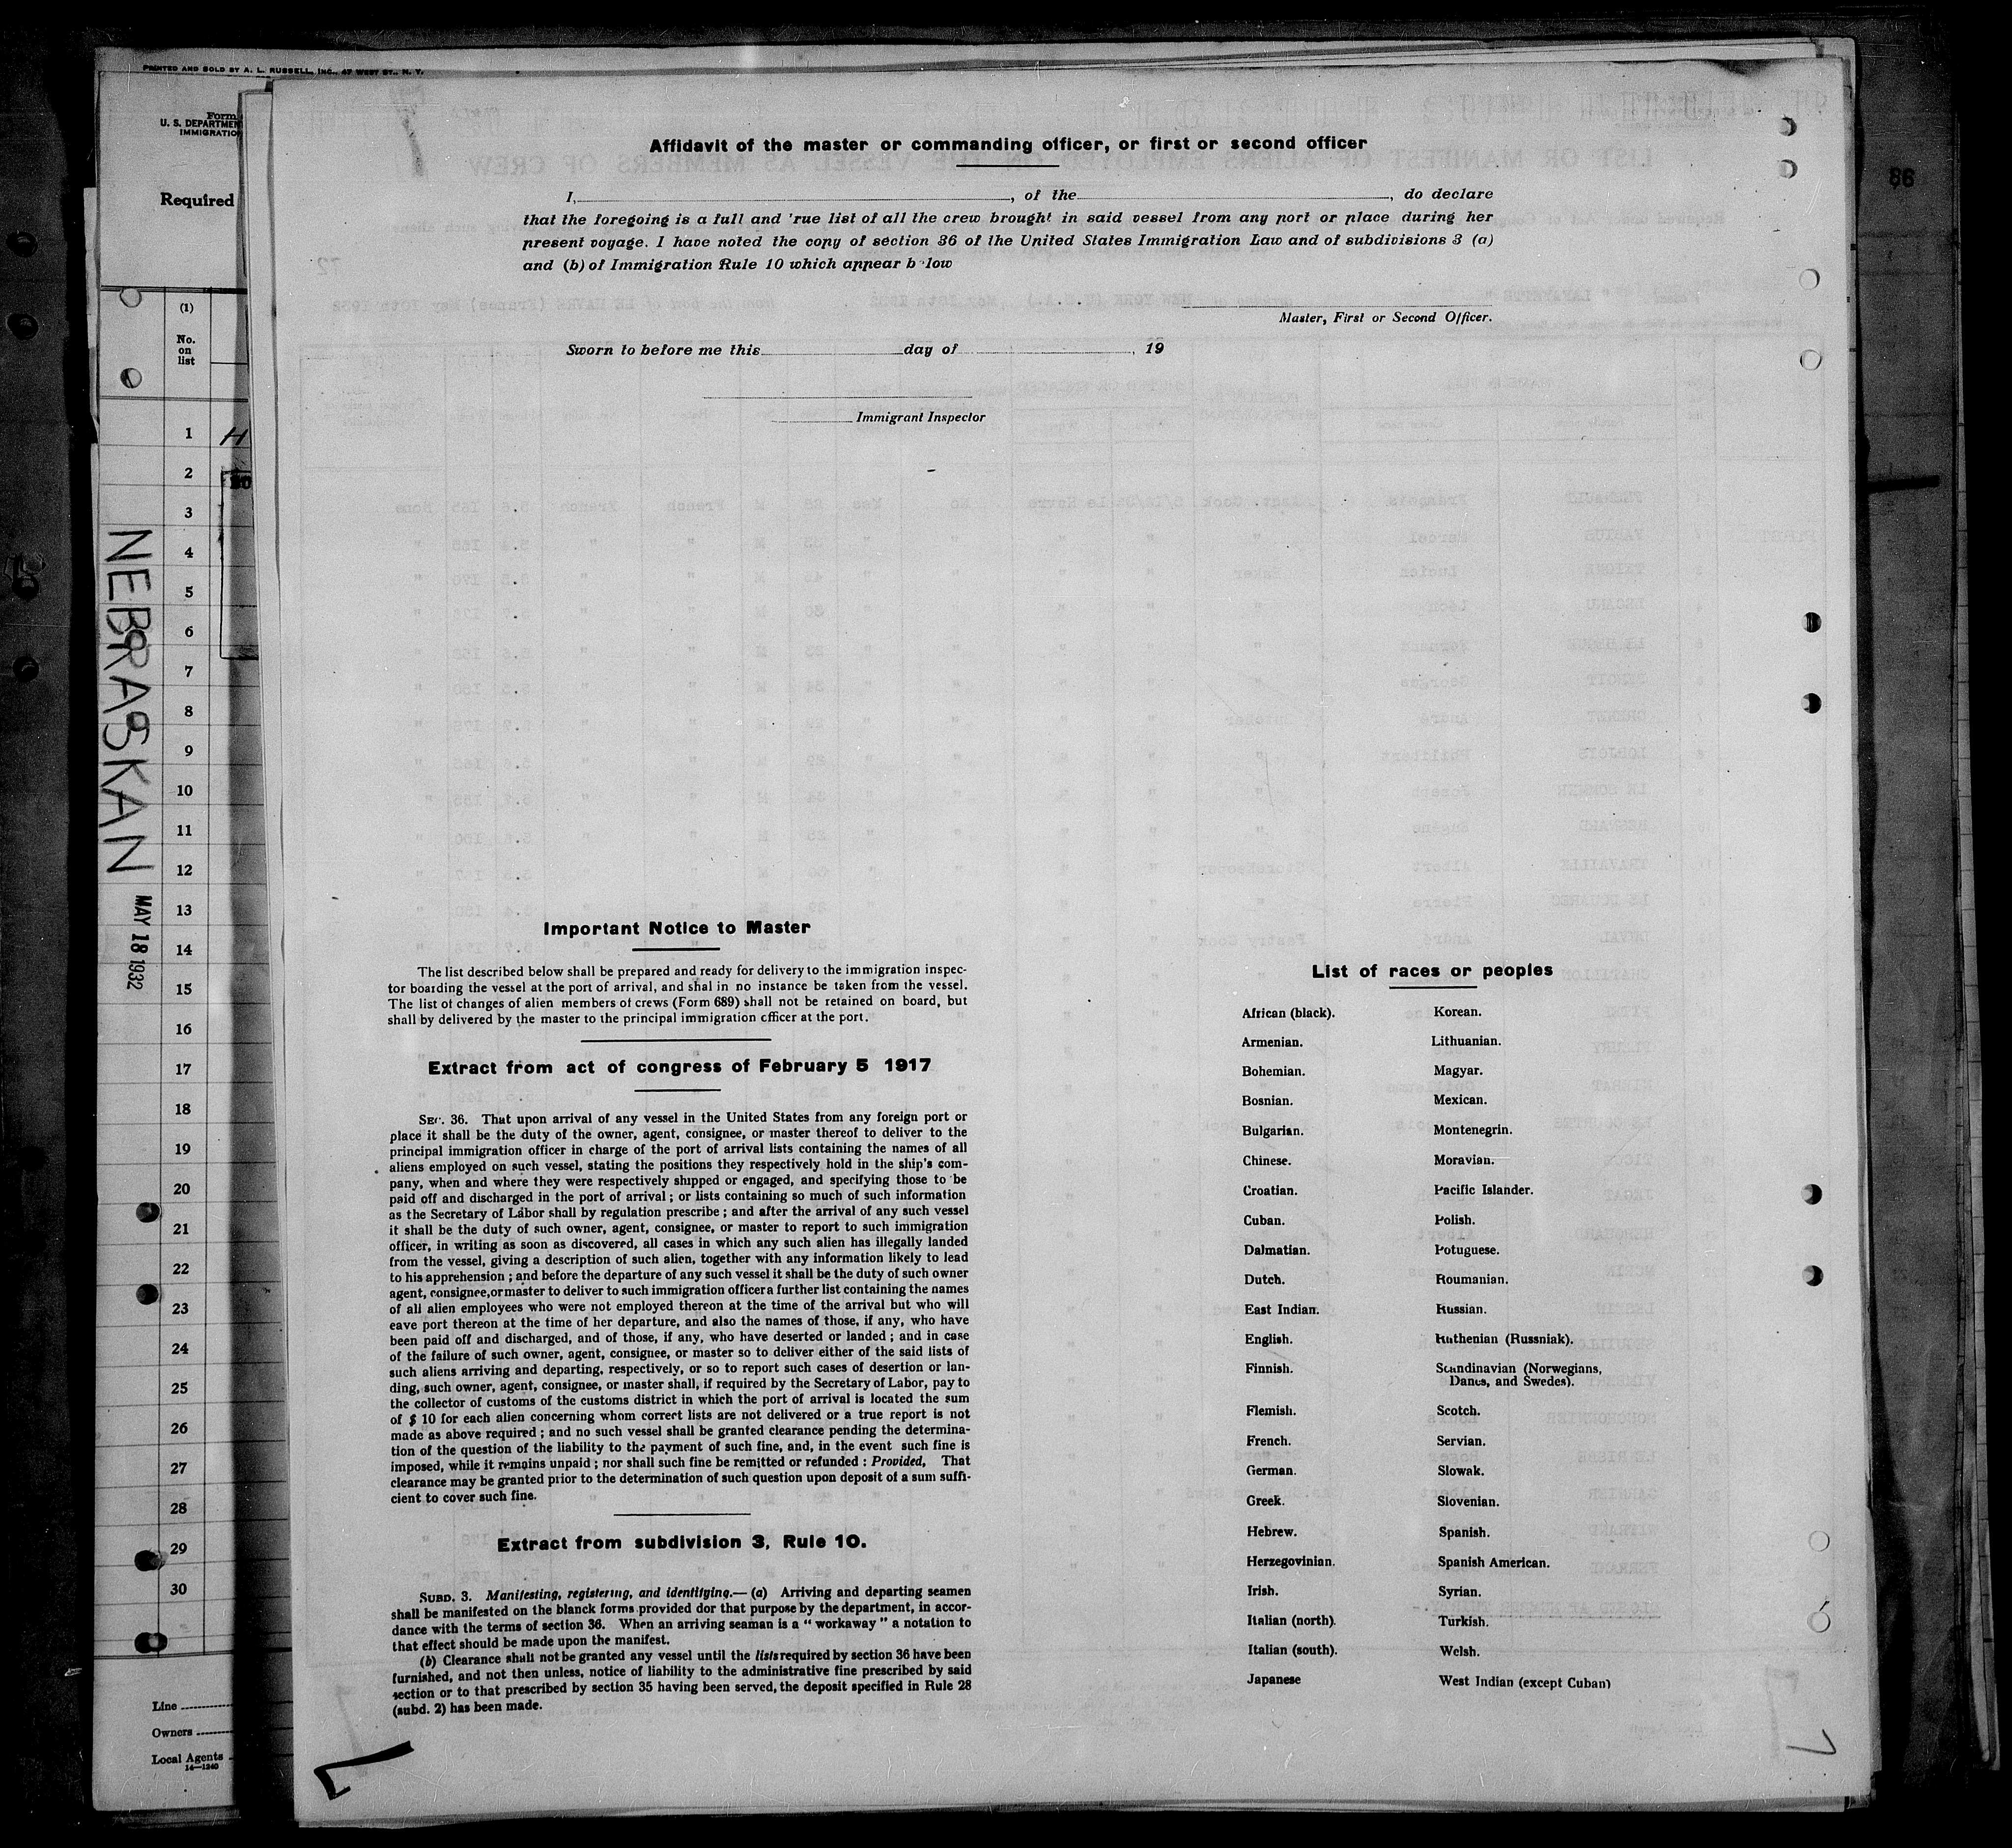 PRINTED AND SOLD BY A. L. RUSSELL, INC., 47 WEST ST., N. Y.
Form
U. S. DEPARTMEN
IMMIGRATIO
Required
(1)
No.
on
list
1
H
2
3
4
5
6
7
8
9
10
11
12
13
14
15
16
17
18
19
20
21
22
23
24
25
26
27
28
29
30
NEBRASKAN
MAY 18 1932
Line
Owners
Local Agents
14—1240
86
Affidavit of the master or commanding officer, or first or second officer
I, , of the , do declare
that the foregoing is a full and 'rue list of all the crew brought in said vessel from any port or place during her
present voyage. I have noted the copy of section 36 of the United States Immigration Law and of subdivisions 3 (a)
and (b) of Immigration Rule 10 which appear b low
Master, First or Second Officer.
Sworn to before me this day of , 19
Immigrant Inspector
Important Notice to Master
The list described below shall be prepared and ready for delivery to the immigration inspec-
tor boarding the vessel at the port of arrival, and shal in no instance be taken from the vessel.
The list of changes of alien members of crews (Form 689) shall not be retained on board, but
shall by delivered by the master to the principal immigration officer at the port.
Extract from act of congress of February 5 1917
SEC. 36. That upon arrival of any vessel in the United States from any foreign port or
place it shall be the duty of the owner, agent, consignee, or master thereof to deliver to the
principal immigration officer in charge of the port of arrival lists containing the names of all
aliens employed on such vessel, stating the positions they respectively hold in the ship's com-
pany, when and where they were respectively shipped or engaged, and specifying those to be
paid off and discharged in the port of arrival; or lists containing so much of such information
as the Secretary of Labor shall by regulation prescribe; and after the arrival of any such vessel
it shall be the duty of such owner, agent, consignee, or master to report to such immigration
officer, in writing as soon as discovered, all cases in which any such alien has illegally landed
from the vessel, giving a description of such alien, together with any information likely to lead
to his apprehension; and before the departure of any such vessel it shall be the duty of such owner
agent, consignee,or master to deliver to such immigration officer a further list containing the names
of all alien employees who were not employed thereon at the time of the arrival but who will
eave port thereon at the time of her departure, and also the names of those, if any, who have
been paid off and discharged, and of those, if any, who have deserted or landed; and in case
of the failure of such owner, agent, consignee, or master so to deliver either of the said lists of
such aliens arriving and departing, respectively, or so to report such cases of desertion or lan-
ding, such owner, agent, consignee, or master shall, if required by the Secretary of Labor, pay to
the collector of customs of the customs district in which the port of arrival is located the sum
of $ 10 for each alien concerning whom correct lists are not delivered or a true report is not
made as above required; and no such vessel shall be granted clearance pending the determina-
tion of the question of the liability to the payment of such fine, and, in the event such fine is
imposed, while it remains unpaid; nor shall such fine be remitted or refunded: Provided, That
clearance may be granted prior to the determination of such question upon deposit of a sum suffi-
cient to cover such fine.
Extract from subdivision 3, Rule 10.
SUBD. 3. Manifesting, registering, and identifying.— (a) Arriving and departing seamen
shall be manifested on the blanck forms provided dor that purpose by the department, in accor-
dance with the terms of section 36. When an arriving seaman is a "workaway" a notation to
that effect should be made upon the manifest.
(b) Clearance shall not be granted any vessel until the lists required by section 36 have been
furnished, and not then unless, notice of liability to the administrative fine prescribed by said
section or to that prescribed by section 35 having been served, the deposit specified in Rule 28
(subd. 2) has been made.
List of races or peoples
African (black).
Armenian.
Bohemian.
Bosnian.
Bulgarian.
Chinese.
Croatian.
Cuban.
Dalmatian.
Dutch.
East Indian.
English.
Finnish.
Flemish.
French.
German.
Greek.
Hebrew.
Herzegovinian.
Irish.
Italian (north).
Italian (south).
Japanese
Korean.
Lithuanian.
Magyar.
Mexican.
Montenegrin.
Moravian.
Pacific Islander.
Polish.
Potuguese.
Roumanian.
Russian.
Ruthenian (Russniak).
Scandinavian (Norwegians,
Danes, and Swedes).
Scotch.
Servian.
Slowak.
Slovenian.
Spanish.
Spanish American.
Syrian.
Turkish.
Welsh.
West Indian (except Cuban)